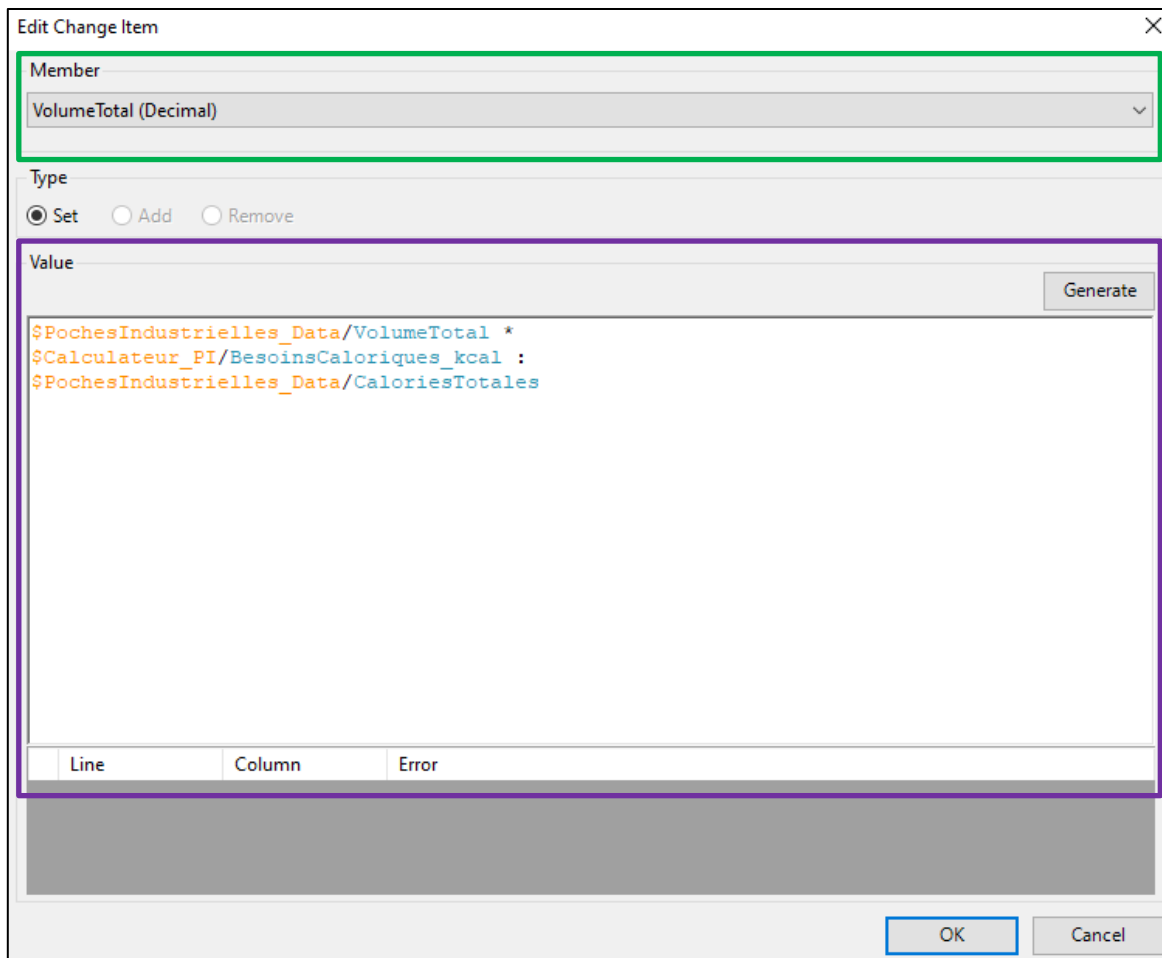 Edit Change Item
Member
VolumeTotal (Decimal)
Type
Set Add Remove
Value
Generate
$PochesIndustrielles_Data/VolumeTotal *
$Calculateur_PI/BesoinsCaloriques_kcal :
$PochesIndustrielles_Data/CaloriesTotales
Line Column Error
OK Cancel